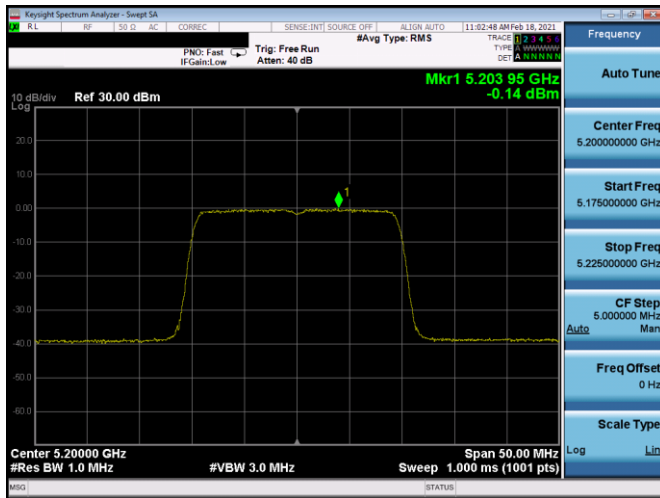 Keysight Spectrum Analyzer - Swept SA
RL RF 50 Ω AC CORREC SENSE:INT SOURCE OFF ALIGN AUTO 11:02:48 AM Feb 18, 2021
#Avg Type: RMS
TRACE 1 2 3 4 5 6
PNO: Fast Trig: Free Run
TYPE A WWWWW
IFGain:Low Atten: 40 dB
DET A N N N N N
Mkr1 5.203 95 GHz
-0.14 dBm
10 dB/div Ref 30.00 dBm
Log
20.0
10.0
0.00
-10.0
-20.0
-30.0
-40.0
-50.0
-60.0
1
Center 5.20000 GHz Span 50.00 MHz
#Res BW 1.0 MHz #VBW 3.0 MHz Sweep 1.000 ms (1001 pts)
MSG STATUS
Frequency
Auto Tune
Center Freq
5.200000000 GHz
Start Freq
5.175000000 GHz
Stop Freq
5.225000000 GHz
CF Step
5.000000 MHz
Auto Man
Freq Offset
0 Hz
Scale Type
Log Lin